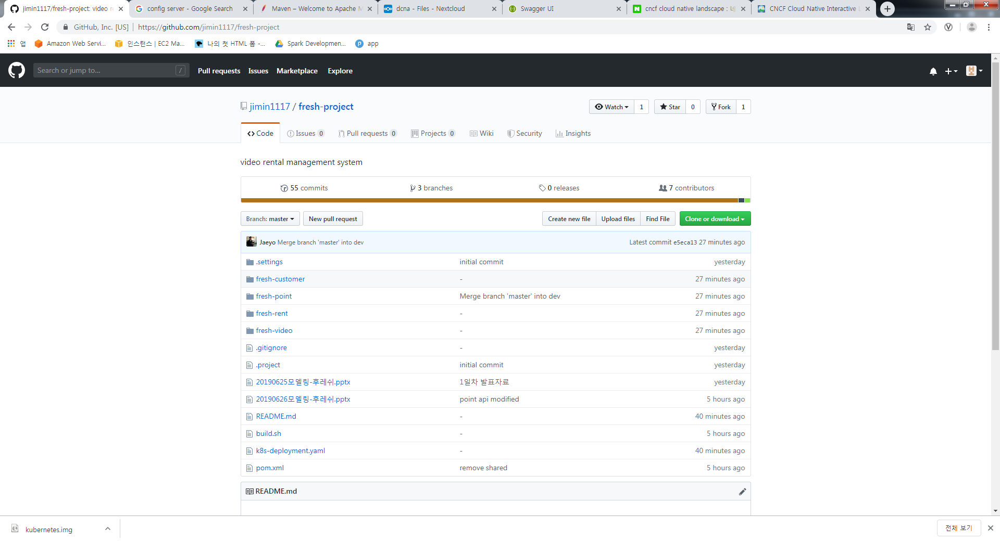 jimin1117/fresh-project: video r
config server - Google Search
Maven – Welcome to Apache M
dcna - Files - Nextcloud
Swagger UI
cncf cloud native landscape : 네
CNCF Cloud Native Interactive L
GitHub, Inc. [US]
https://github.com/jimin1117/fresh-project
앱
Amazon Web Servi...
인스턴스 | EC2 Ma...
나의 첫 HTML 폼 -...
Spark Developmen...
app
Search or jump to...
/
Pull requests
Issues
Marketplace
Explore
jimin1117 / fresh-project
Watch 1
Star 0
Fork 1
Code
Issues 0
Pull requests 0
Projects 0
Wiki
Security
Insights
video rental management system
55 commits
3 branches
0 releases
7 contributors
Branch: master
New pull request
Create new file
Upload files
Find File
Clone or download
Jaeyo Merge branch 'master' into dev
Latest commit e5eca13 27 minutes ago
.settings initial commit yesterday
fresh-customer - 27 minutes ago
fresh-point Merge branch 'master' into dev 27 minutes ago
fresh-rent - 27 minutes ago
fresh-video - 27 minutes ago
.gitignore - yesterday
.project initial commit yesterday
20190625모델링-후레쉬.pptx 1일차 발표자료 yesterday
20190626모델링-후레쉬.pptx point api modified 5 hours ago
README.md - 40 minutes ago
build.sh - 5 hours ago
k8s-deployment.yaml - 40 minutes ago
pom.xml remove shared 5 hours ago
README.md
kubernetes.img
전체 보기